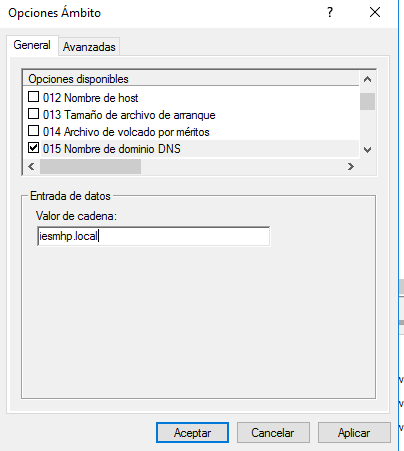 Opciones Ámbito
General
Avanzadas
Opciones disponibles
012 Nombre de host
013 Tamaño de archivo de arranque
014 Archivo de volcado por méritos
015 Nombre de dominio DNS
Entrada de datos
Valor de cadena:
iesmhp.local
Aceptar
Cancelar
Aplicar